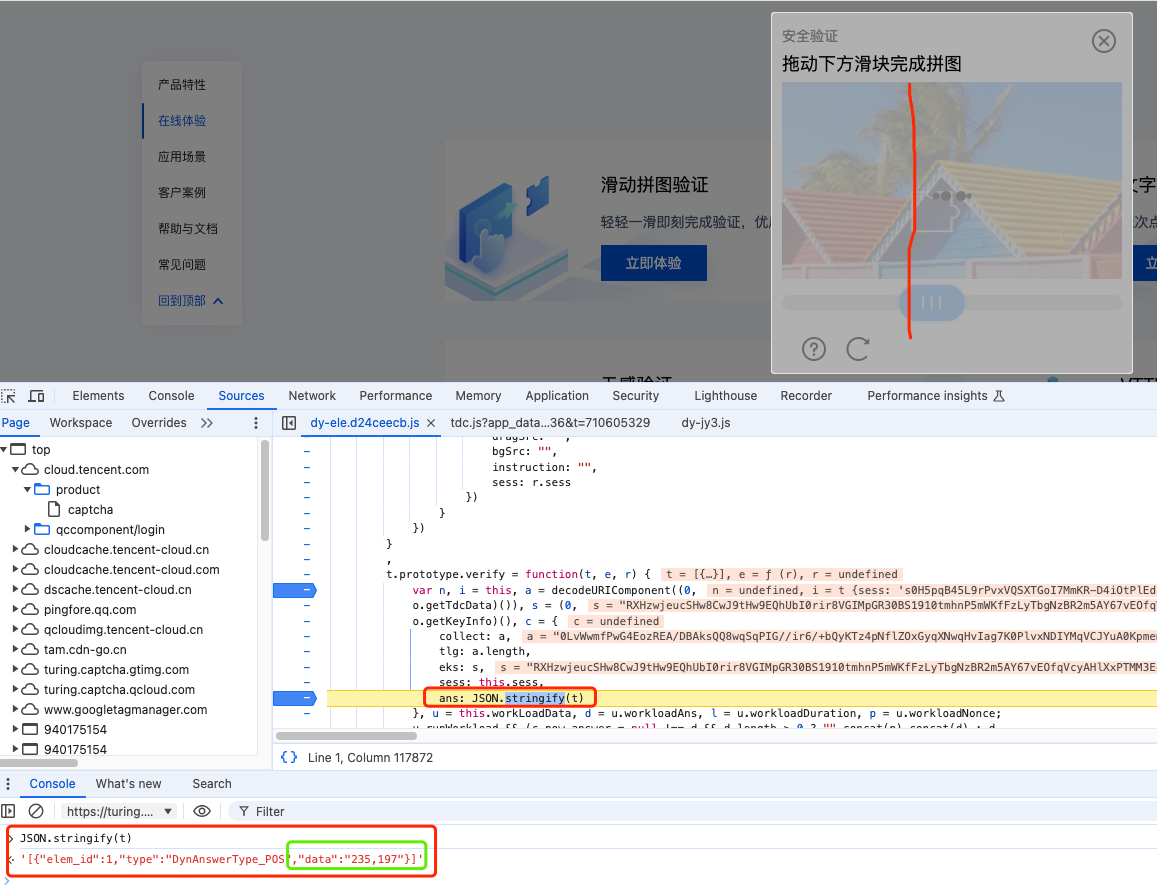 安全验证
拖动下方滑块完成拼图
产品特性
在线体验
应用场景
客户案例
帮助与文档
常见问题
回到顶部
滑动拼图验证
轻轻一滑即刻完成验证，优
立即体验
文字
次点
立
Elements Console Sources Network Performance Memory Application Security Lighthouse Recorder Performance insights
Page Workspace Overrides
dy-ele.d24ceecb.js tdc.js?app_data…36&t=710605329 dy-jy3.js
top
cloud.tencent.com
product
captcha
qccomponent/login
cloudcache.tencent-cloud.cn
cloudcache.tencent-cloud.com
dscache.tencent-cloud.cn
pingfore.qq.com
qcloudimg.tencent-cloud.cn
tam.cdn-go.cn
turing.captcha.gtimg.com
turing.captcha.qcloud.com
www.googletagmanager.com
940175154
940175154
bgSrc: "",
instruction: "",
sess: r.sess
})
}
})
}
,
t.prototype.verify = function(t, e, r) { t = [{…}], e = ƒ (r), r = undefined
var n, i = this, a = decodeURIComponent((0, n = undefined, i = t {sess: 's0H5pqB45L9rPvxVQSXTGoI7MmKR–D4iOtPlEd
o.getTdcData)()), s = (0, s = "RXHzwjeucSHw8CwJ9tHw9EQhUbI0rir8VGIMpGR30BS1910tmhnP5mWKfFzLyTbgNzBR2m5AY67vEOfq
o.getKeyInfo)(), c = { c = undefined
collect: a, a = "0LvWwmfPwG4EozREA/DBAksQQ8wqSqPIG//ir6/+bQyKTz4pNflZOxGyqXNwqHvIag7K0PlvxNDIYMqVCJYuA0Kpme
tlg: a.length,
eks: s, s = "RXHzwjeucSHw8CwJ9tHw9EQhUbI0rir8VGIMpGR30BS1910tmhnP5mWKfFzLyTbgNzBR2m5AY67vEOfqVcyAHlXxPTMM3E
sess: this.sess,
ans: JSON.stringify(t)
}, u = this.workLoadData, d = u.workloadAns, l = u.workloadDuration, p = u.workloadNonce;
Line 1, Column 117872
Console What's new Search
https://turing.... Filter
JSON.stringify(t)
'[{"elem_id":1,"type":"DynAnswerType_POS","data":"235,197"}]'